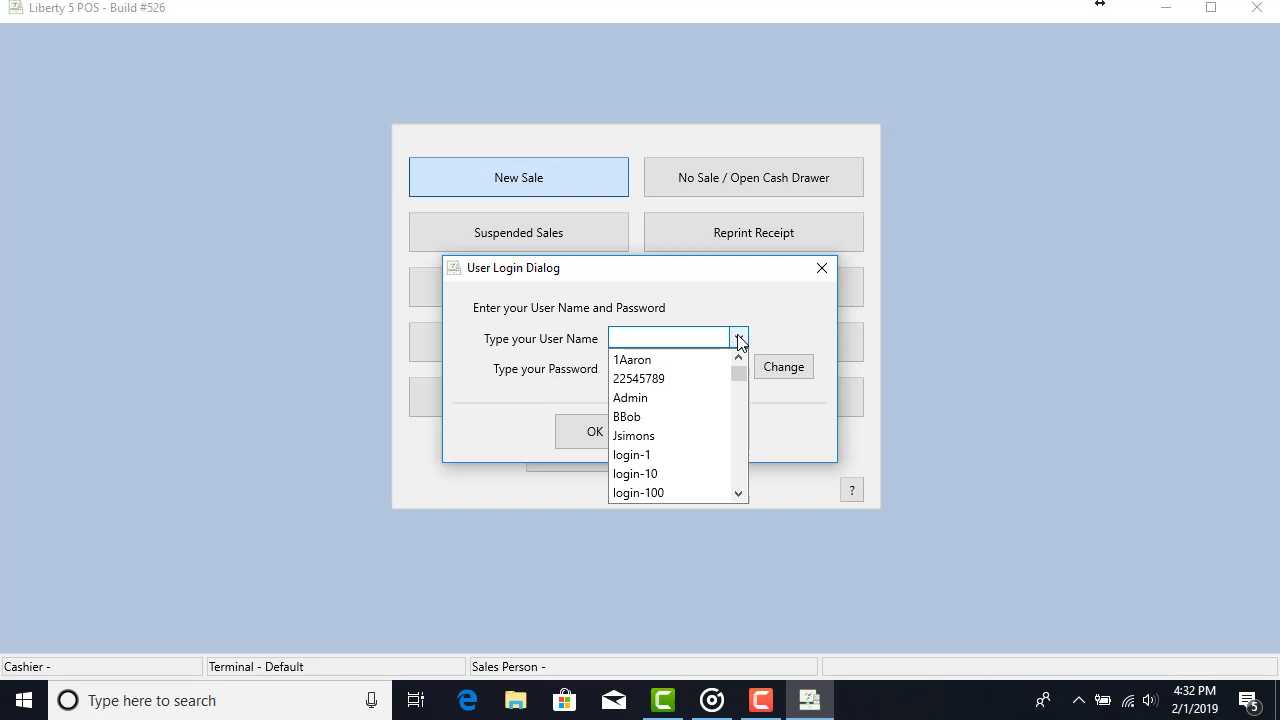 Liberty 5 POS - Build #526
New Sale
No Sale / Open Cash Drawer
Suspended Sales
Reprint Receipt
User Login Dialog
Enter your User Name and Password
Type your User Name
Type your Password
Change
1Aaron
22545789
Admin
BBob
Jsimons
login-1
login-10
login-100
OK
?
Cashier -
Terminal - Default
Sales Person -
Type here to search
4:32 PM
2/1/2019
5